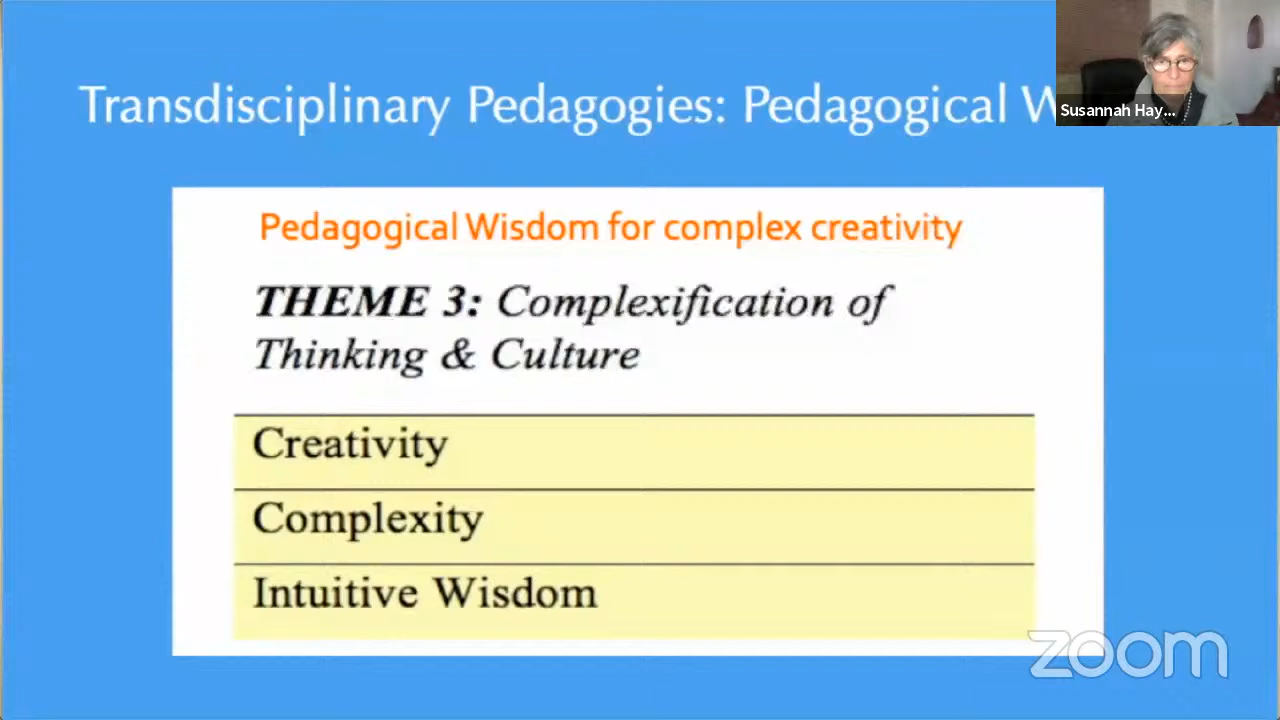 Transdisciplinary Pedagogies: Pedagogical W
Susannah Hay...
Pedagogical Wisdom for complex creativity
THEME 3: Complexification of
Thinking & Culture
Creativity
Complexity
Intuitive Wisdom
zoom